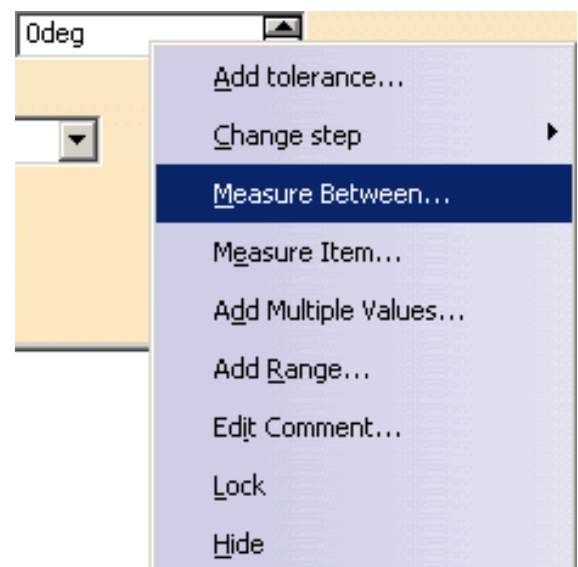 0deg
Add tolerance...
Change step
Measure Between...
Measure Item...
Add Multiple Values...
Add Range...
Edit Comment...
Lock
Hide